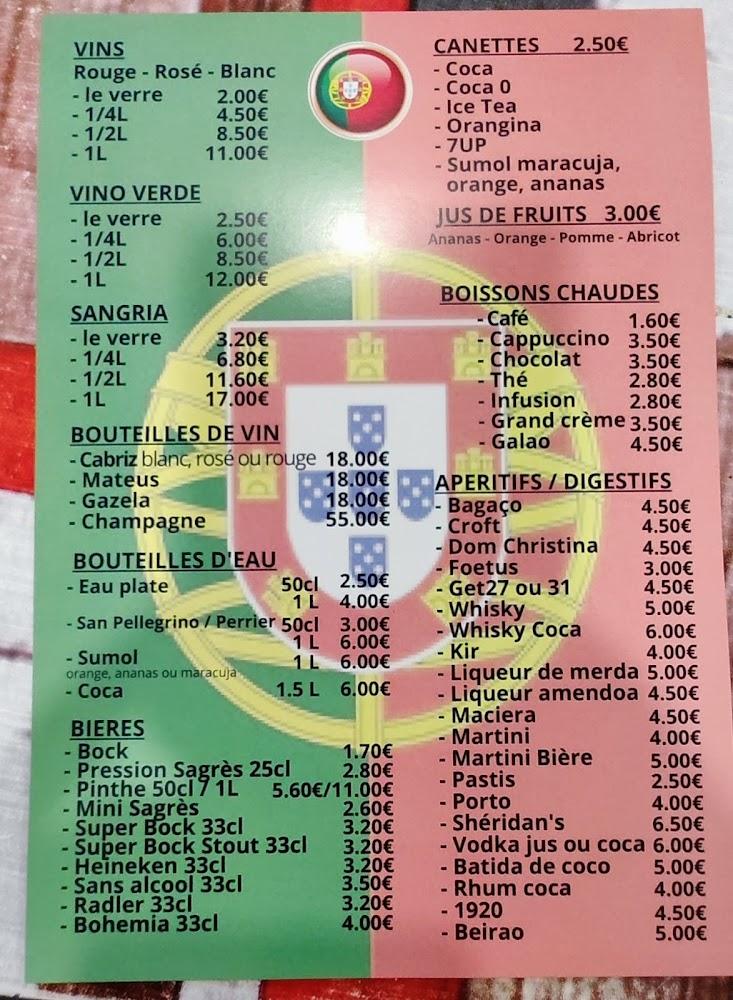 VINS
Rouge - Rosé - Blanc
- le verre 2.00€
- 1/4L 4.50€
- 1/2L 8.50€
- 1L 11.00€
VINO VERDE
- le verre 2.50€
- 1/4L 6.00€
- 1/2L 8.50€
- 1L 12.00€
SANGRIA
- le verre 3.20€
- 1/4L 6.80€
- 1/2L 11.60€
- 1L 17.00€
BOUTEILLES DE VIN
- Cabriz blanc, rosé ou rouge 18.00€
- Mateus 18.00€
- Gazela 18.00€
- Champagne 55.00€
BOUTEILLES D'EAU
- Eau plate 50cl 2.50€
1 L 4.00€
- San Pellegrino / Perrier 50cl 3.00€
1 L 6.00€
- Sumol 1 L 6.00€
orange, ananas ou maracuja
- Coca 1.5 L 6.00€
BIERES
- Bock 1.70€
- Pression Sagrès 25cl 2.80€
- Pinthe 50cl / 1L 5.60€/11.00€
- Mini Sagrès 2.60€
- Super Bock 33cl 3.20€
- Super Bock Stout 33cl 3.20€
- Heineken 33cl 3.20€
- Sans alcool 33cl 3.50€
- Radler 33cl 3.20€
- Bohemia 33cl 4.00€
CANETTES 2.50€
- Coca
- Coca 0
- Ice Tea
- Orangina
- 7UP
- Sumol maracuja,
orange, ananas
JUS DE FRUITS 3.00€
Ananas - Orange - Pomme - Abricot
BOISSONS CHAUDES
- Café 1.60€
- Cappuccino 3.50€
- Chocolat 3.50€
- Thé 2.80€
- Infusion 2.80€
- Grand crème 3.50€
- Galao 4.50€
APERITIFS / DIGESTIFS
- Bagaço 4.50€
- Croft 4.50€
- Dom Christina 4.50€
- Foetus 3.00€
- Get27 ou 31 4.50€
- Whisky 5.00€
- Whisky Coca 6.00€
- Kir 4.00€
- Liqueur de merda 5.00€
- Liqueur amendoa 4.50€
- Maciera 4.50€
- Martini 4.00€
- Martini Bière 5.00€
- Pastis 2.50€
- Porto 4.00€
- Shéridan's 6.50€
- Vodka jus ou coca 6.00€
- Batida de coco 5.00€
- Rhum coca 4.00€
- 1920 4.50€
- Beirao 5.00€